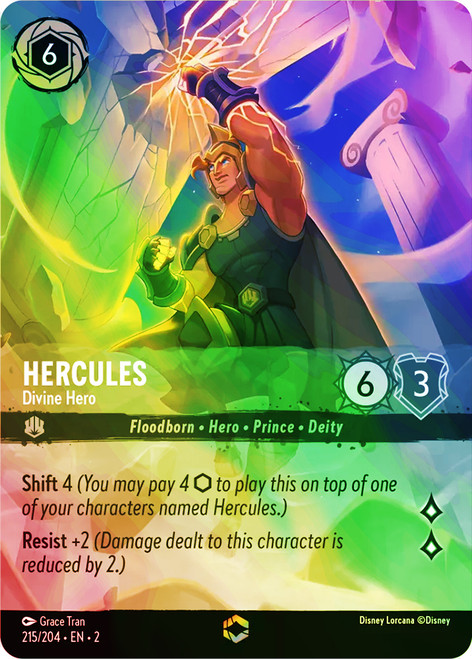 6
HERCULES
Divine Hero
6 3
Floodborn • Hero • Prince • Deity
Shift 4 (You may pay 4 ⬡ to play this on top of one
of your characters named Hercules.)
Resist +2 (Damage dealt to this character is
reduced by 2.)
Grace Tran
Disney Lorcana ©Disney
215/204 • EN • 2